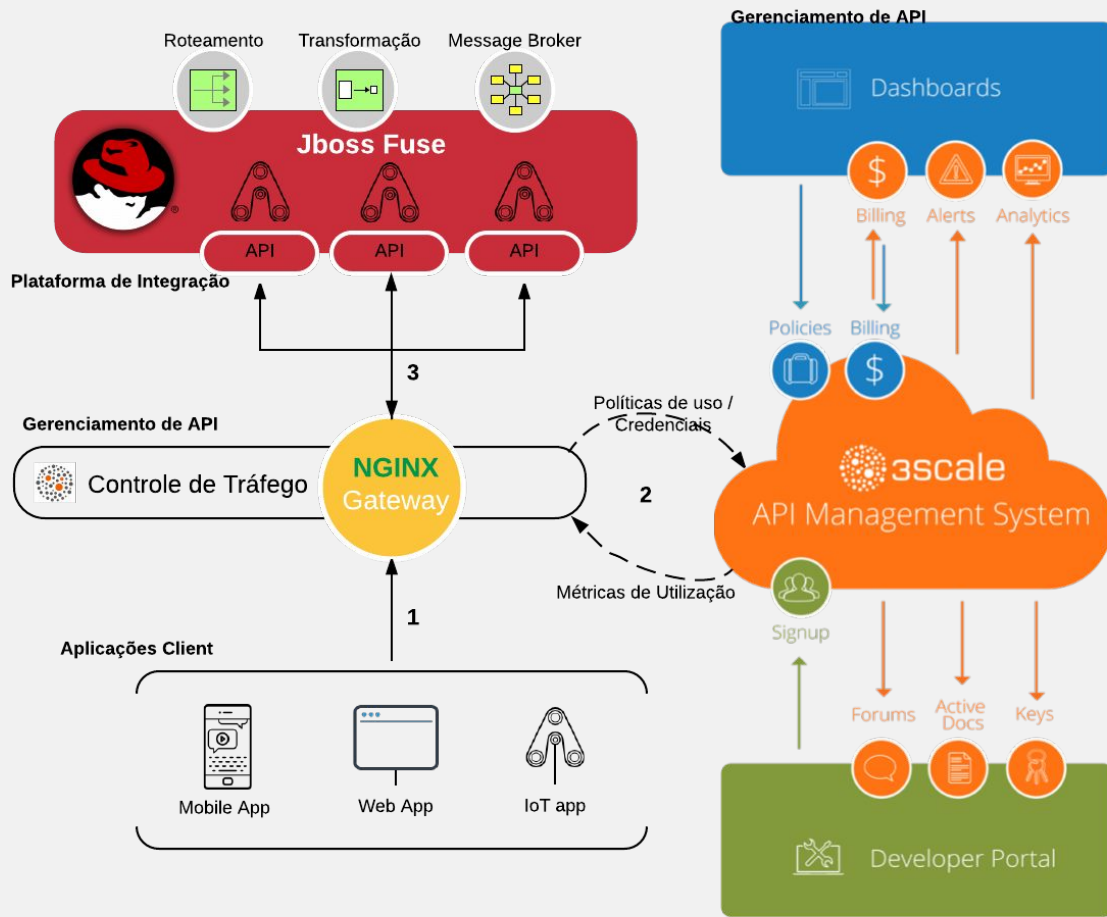 Roteamento
Transformação
Message Broker
Jboss Fuse
API
API
API
Plataforma de Integração
3
Gerenciamento de API
Controle de Tráfego
NGINX
Gateway
Políticas de uso /
Credenciais
2
Métricas de Utilização
1
Aplicações Client
Mobile App
Web App
IoT app
Gerenciamento de API
Dashboards
$
Billing
Alerts
Analytics
Policies
Billing
$
3scale
API Management System
Signup
Forums
Active
Docs
Keys
Developer Portal